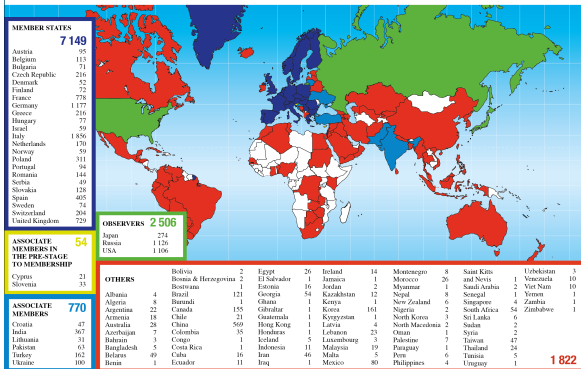 MEMBER STATES
7 149
Austria 95
Belgium 113
Bulgaria 71
Czech Republic 216
Denmark 52
Finland 72
France 778
Germany 1 177
Greece 216
Hungary 77
Israel 59
Italy 1 856
Netherlands 170
Norway 59
Poland 311
Portugal 94
Romania 144
Serbia 49
Slovakia 128
Spain 405
Sweden 74
Switzerland 204
United Kingdom 729
ASSOCIATE MEMBERS IN THE PRE-STAGE TO MEMBERSHIP
54
Cyprus 21
Slovenia 33
ASSOCIATE MEMBERS 770
Croatia 47
India 367
Lithuania 31
Pakistan 63
Turkey 162
Ukraine 100
OBSERVERS 2 506
Japan 274
Russia 1 126
USA 1 106
OTHERS
Albania 4
Algeria 8
Argentina 22
Armenia 18
Australia 28
Azerbaijan 7
Bahrain 3
Bangladesh 5
Belarus 49
Benin 1
Bolivia 2
Bosnia & Herzegovina 2
Bostwana 1
Brazil 121
Burundi 1
Canada 155
Chile 21
China 569
Colombia 35
Congo 1
Costa Rica 1
Cuba 16
Ecuador 11
Egypt 26
El Salvador 1
Estonia 16
Georgia 54
Ghana 1
Gibraltar 1
Guatemala 1
Hong Kong 1
Honduras 1
Iceland 5
Indonesia 11
Iran 46
Iraq 1
Ireland 14
Jamaica 1
Jordan 2
Kazakhstan 12
Kenya 1
Korea 161
Kyrgyzstan 1
Latvia 4
Lebanon 23
Luxembourg 3
Malaysia 19
Malta 5
Mexico 80
Montenegro 8
Morocco 26
Myanmar 1
Nepal 8
New Zealand 6
Nigeria 2
North Korea 3
North Macedonia 2
Oman 1
Palestine 7
Paraguay 1
Peru 6
Philippines 4
Saint Kitts
and Nevis 1
Saudi Arabia 2
Senegal 1
Singapore 4
South Africa 54
Sri Lanka 6
Sudan 2
Syria 2
Taiwan 47
Thailand 24
Tunisia 5
Uruguay 1
Uzbekistan 3
Venezuela 10
Viet Nam 10
Yemen 1
Zambia 1
Zimbabwe 1
1 822